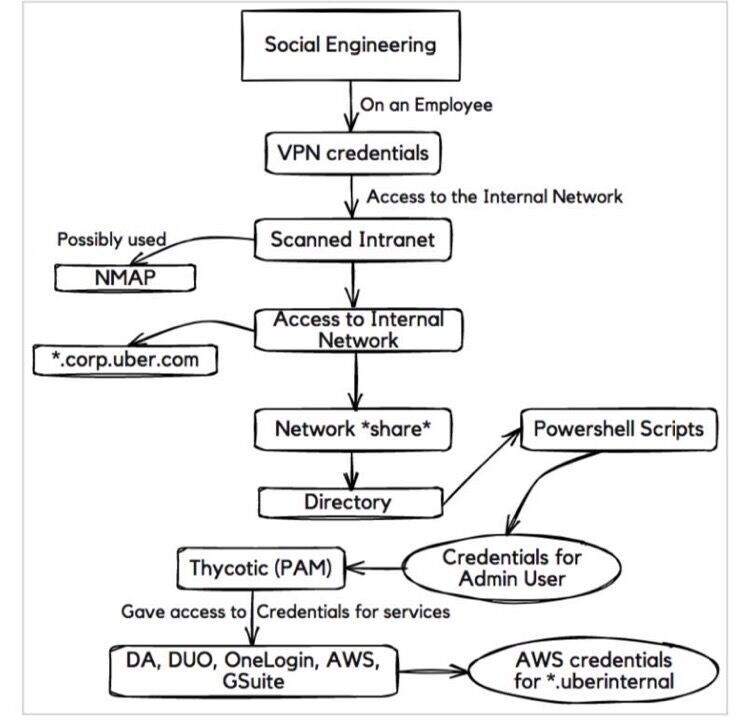 Social Engineering
On an Employee
VPN credentials
Access to the Internal Network
Scanned Intranet
Possibly used
NMAP
Access to Internal
Network
*.corp.uber.com
Network *share*
Powershell Scripts
Directory
Credentials for
Admin User
Thycotic (PAM)
Gave access to Credentials for services
DA, DUO, OneLogin, AWS,
GSuite
AWS credentials
for *.uberinternal